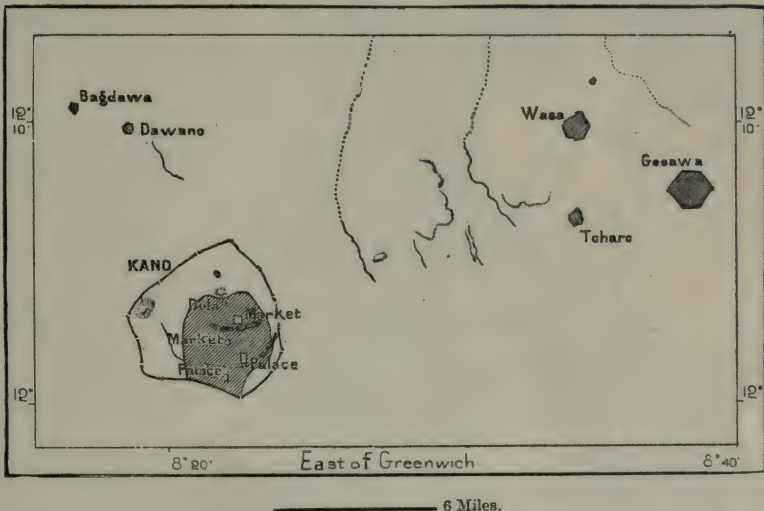 Bagdawa
12° 10'
Dawano
Wasa
12° 10'
Gesawa
Tchare
KANO
Dala
Market
Market
Palace
Palace
12°
12°
8° 20'
East of Greenwich
8° 40'
6 Miles.